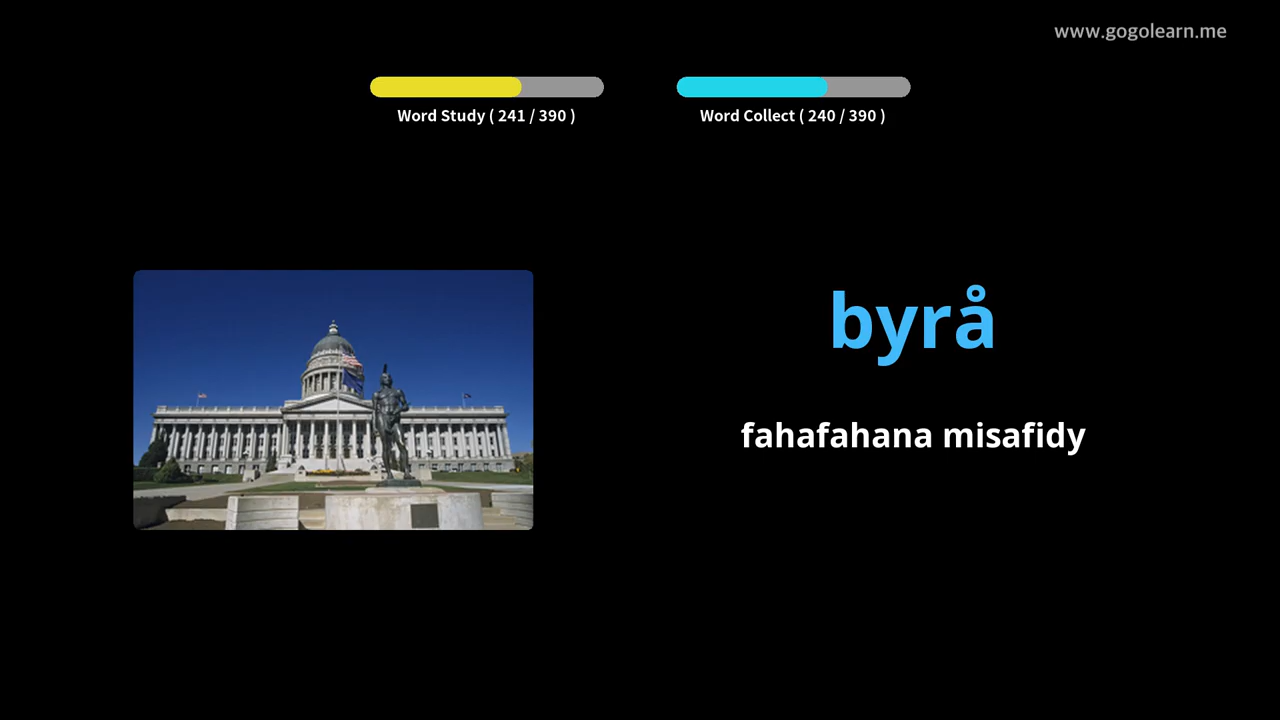 www.gogolearn.me
Word Study ( 241 / 390 )
Word Collect ( 240 / 390 )
byrå
fahafahana misafidy